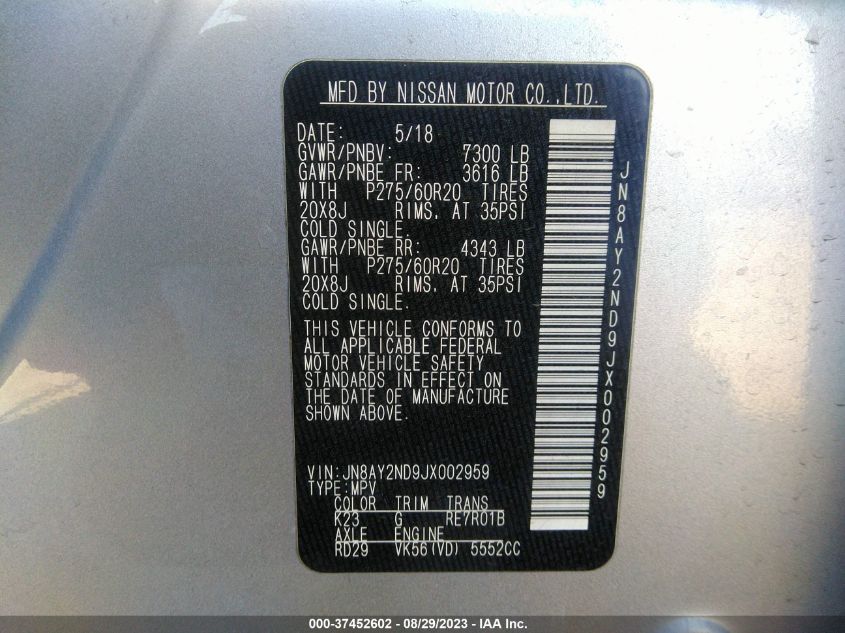 MFD BY NISSAN MOTOR CO.,LTD.
DATE: 5/18
GVWR/PNBV: 7300 LB
GAWR/PNBE FR: 3616 LB
WITH P275/60R20 TIRES
20X8J RIMS. AT 35PSI
COLD SINGLE.
GAWR/PNBE RR: 4343 LB
WITH P275/60R20 TIRES
20X8J RIMS. AT 35PSI
COLD SINGLE.
THIS VEHICLE CONFORMS TO
ALL APPLICABLE FEDERAL
MOTOR VEHICLE SAFETY
STANDARDS IN EFFECT ON
THE DATE OF MANUFACTURE
SHOWN ABOVE.
VIN:JN8AY2ND9JX002959
TYPE:MPV
COLOR TRIM TRANS
K23 G RE7R01B
AXLE ENGINE
RD29 VK56(VD) 5552CC
JN8AY2ND9JX002959
000-37452602 - 08/29/2023 - IAA Inc.